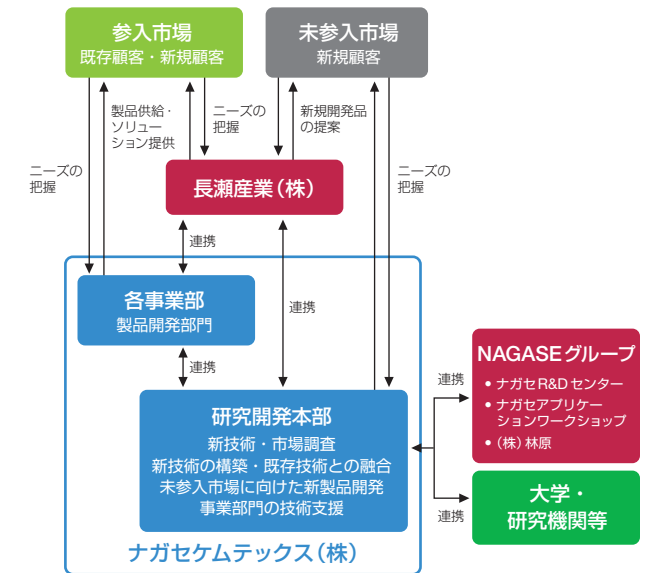 参入市場
既存顧客・新規顧客
未参入市場
新規顧客
製品供給・
ソリュー
ション提供
ニーズの
把握
新規開発品
の提案
ニーズの
把握
ニーズの
把握
長瀬産業(株)
連携
連携
各事業部
製品開発部門
連携
研究開発本部
新技術・市場調査
新技術の構築・既存技術との融合
未参入市場に向けた新製品開発
事業部門の技術支援
ナガセケムテックス(株)
連携
NAGASEグループ
• ナガセR&Dセンター
• ナガセアプリケー
ションワークショップ
• (株)林原
連携
大学・
研究機関等